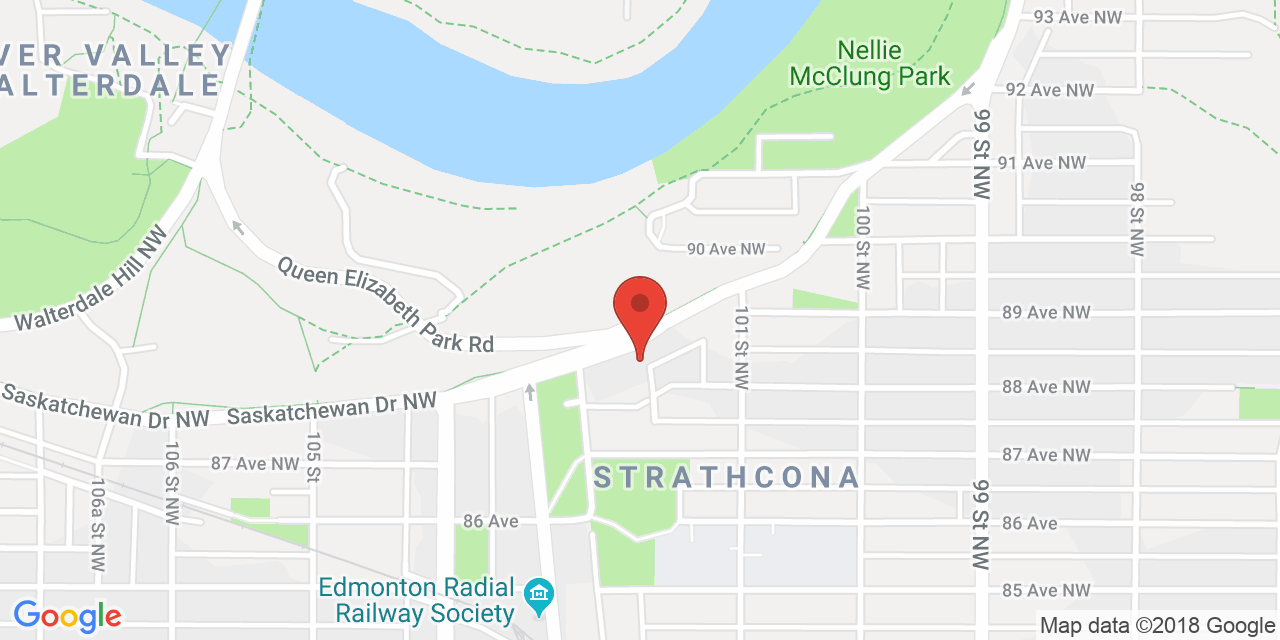 93 Ave NW
VER VALLEY
ALTERDALE
Nellie
McClung Park
92 Ave NW
99 St NW
91 Ave NW
98 St NW
100 St NW
Walterdale Hill NW
90 Ave NW
Queen Elizabeth Park Rd
101 St NW
89 Ave NW
88 Ave NW
Saskatchewan Dr NW
Saskatchewan Dr NW
106 St NW
105 St
87 Ave NW
87 Ave NW
STRATHCONA
106a St NW
99 St NW
86 Ave
86 Ave
Edmonton Radial
Railway Society
85 Ave NW
Google
Map data ©2018 Google